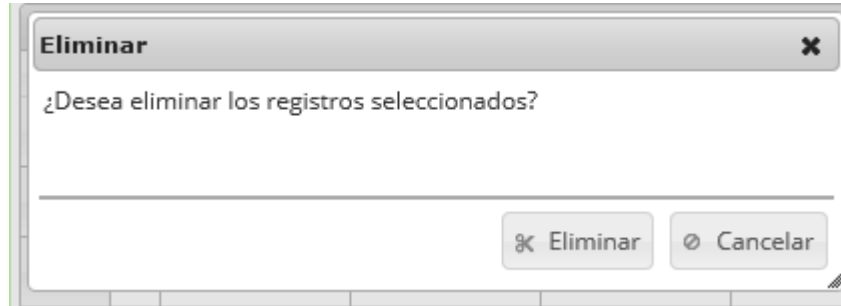 Eliminar
¿Desea eliminar los registros seleccionados?
Eliminar
Cancelar